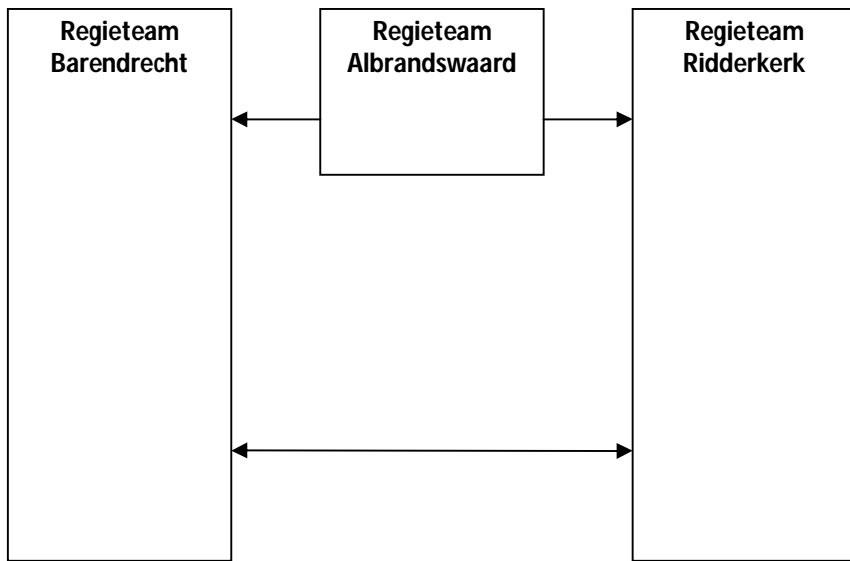 Regieteam
Barendrecht
Regieteam
Albrandswaard
Regieteam
Ridderkerk